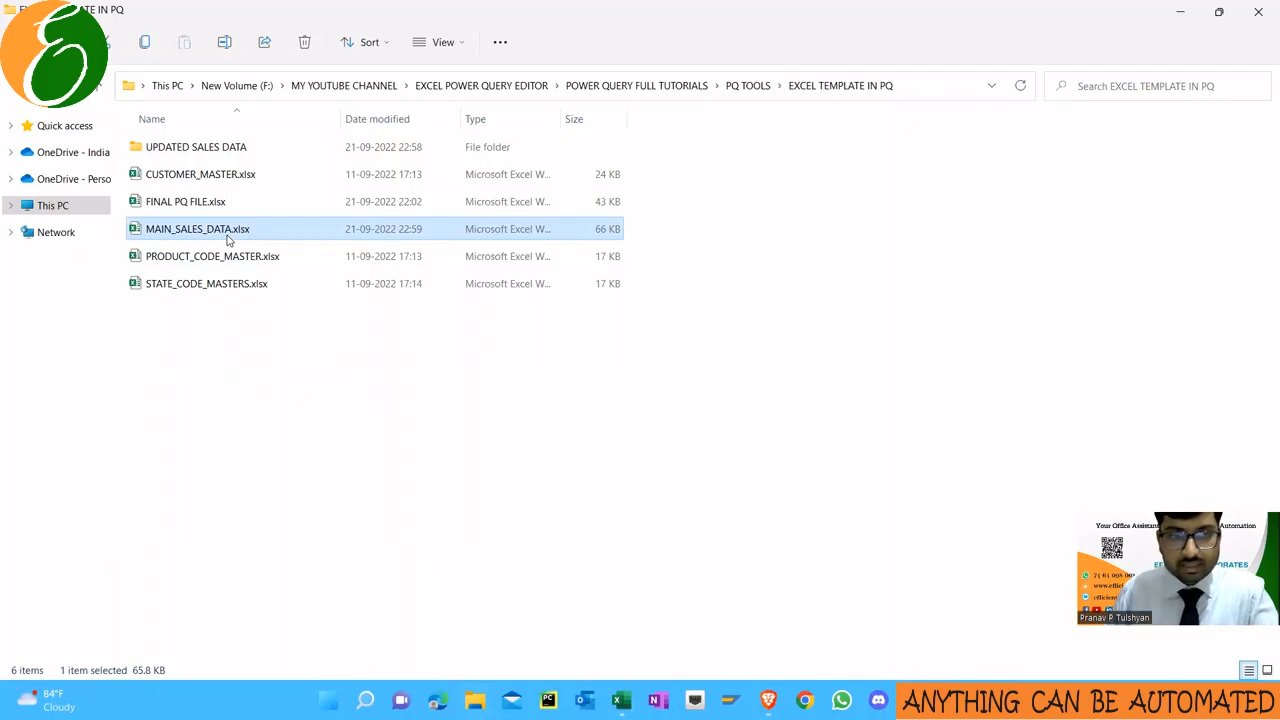 TE IN PQ
Sort
View
This PC
New Volume (F:)
MY YOUTUBE CHANNEL
EXCEL POWER QUERY EDITOR
POWER QUERY FULL TUTORIALS
PQ TOOLS
EXCEL TEMPLATE IN PQ
Search EXCEL TEMPLATE IN PQ
Name
Date modified
Type
Size
Quick access
OneDrive - India
OneDrive - Perso
This PC
Network
UPDATED SALES DATA 21-09-2022 22:58 File folder
CUSTOMER_MASTER.xlsx 11-09-2022 17:13 Microsoft Excel W... 24 KB
FINAL PQ FILE.xlsx 21-09-2022 22:02 Microsoft Excel W... 43 KB
MAIN_SALES_DATA.xlsx 21-09-2022 22:59 Microsoft Excel W... 66 KB
PRODUCT_CODE_MASTER.xlsx 11-09-2022 17:13 Microsoft Excel W... 17 KB
STATE_CODE_MASTERS.xlsx 11-09-2022 17:14 Microsoft Excel W... 17 KB
Your Office Assistan Automation
Pranav P Tulshyan
6 items 1 item selected 65.8 KB
84°F
Cloudy
ANYTHING CAN BE AUTOMATED